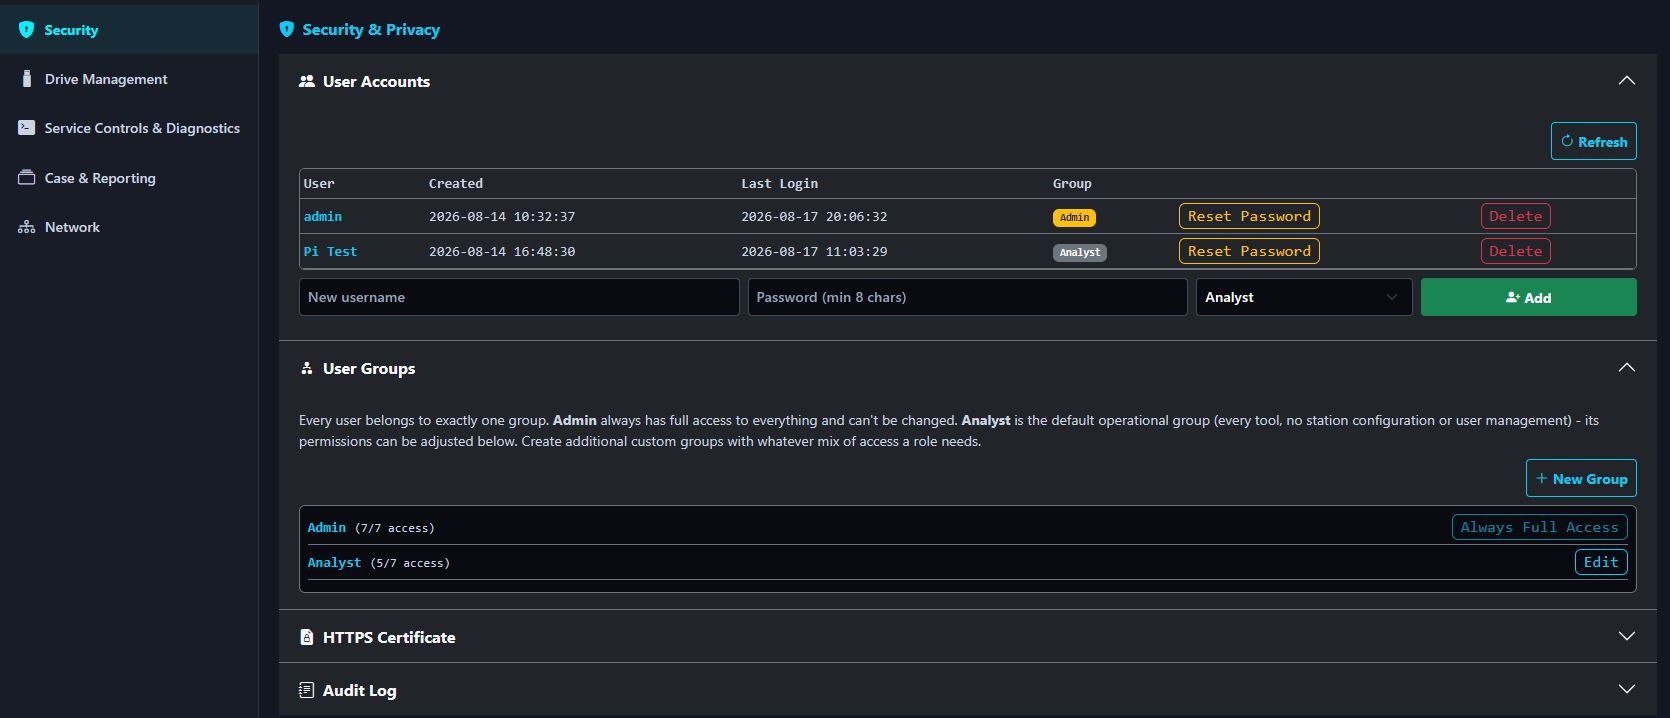 Security
Drive Management
Service Controls & Diagnostics
Case & Reporting
Network
Security & Privacy
User Accounts
Refresh
User Created Last Login Group
admin 2026-08-14 10:32:37 2026-08-17 20:06:32 Admin Reset Password Delete
Pi Test 2026-08-14 16:48:30 2026-08-17 11:03:29 Analyst Reset Password Delete
New username Password (min 8 chars) Analyst Add
User Groups
Every user belongs to exactly one group. Admin always has full access to everything and can't be changed. Analyst is the default operational group (every tool, no station configuration or user management) - its
permissions can be adjusted below. Create additional custom groups with whatever mix of access a role needs.
+ New Group
Admin (7/7 access) Always Full Access
Analyst (5/7 access) Edit
HTTPS Certificate
Audit Log